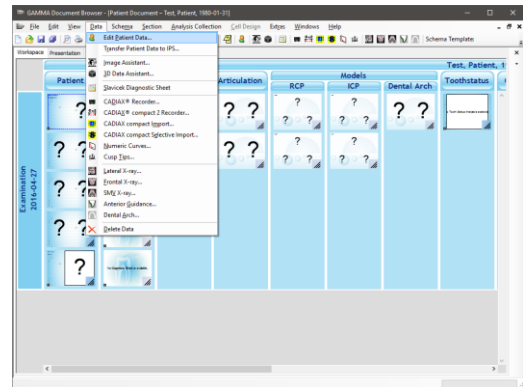 GAMMA Document Browser - [Patient Document – Test, Patient, 1980-01-31]
File Edit View Data Schema Section Analysis Collection Cell Design Extras Windows Help
Schema Template:
Workspace Presentation
Edit Patient Data...
Transfer Patient Data to IPS...
Image Assistant...
3D Data Assistant...
Slavicek Diagnostic Sheet
CADIAX® Recorder...
CADIAX® compact 2 Recorder...
CADIAX compact Import...
CADIAX compact Selective Import...
Numeric Curves...
Cusp Tips...
Lateral X-ray...
Frontal X-ray...
SMV X-ray...
Anterior Guidance...
Dental Arch...
Delete Data
Test, Patient, 1
Patient
Articulation
Models
RCP
ICP
Dental Arch
Toothstatus
Examination
2016-04-27
? ? ? ? ? ? ?
? ? ? ?
? ? ? ? ? ?
? ? ? ?
? ?
? ?
?